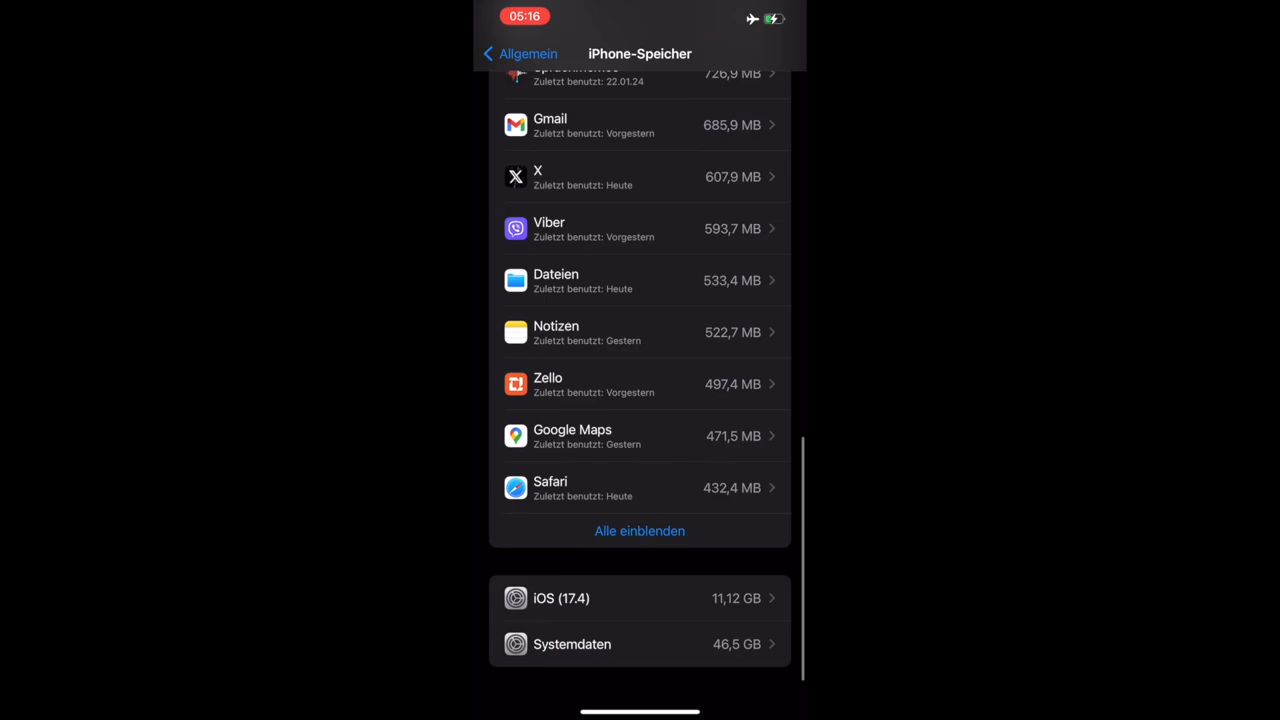 05:16
Allgemein
iPhone-Speicher
726,9 MB
Zuletzt benutzt: 22.01.24
Gmail
685,9 MB
Zuletzt benutzt: Vorgestern
X
607,9 MB
Zuletzt benutzt: Heute
Viber
593,7 MB
Zuletzt benutzt: Vorgestern
Dateien
533,4 MB
Zuletzt benutzt: Heute
Notizen
522,7 MB
Zuletzt benutzt: Gestern
Zello
497,4 MB
Zuletzt benutzt: Vorgestern
Google Maps
471,5 MB
Zuletzt benutzt: Gestern
Safari
432,4 MB
Zuletzt benutzt: Heute
Alle einblenden
iOS (17.4)
11,12 GB
Systemdaten
46,5 GB